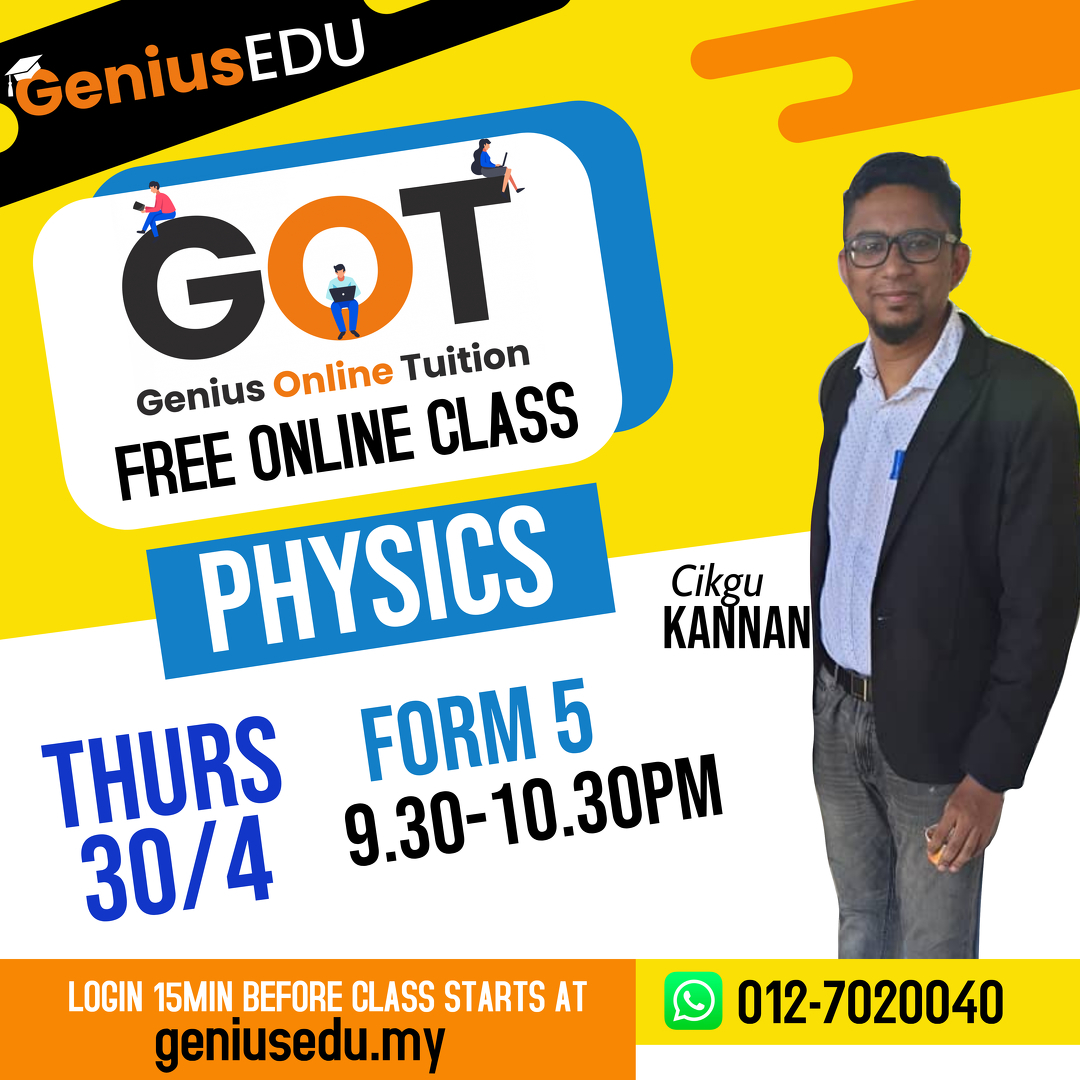 GeniusEDU
GOT
Genius Online Tuition
FREE ONLINE CLASS
PHYSICS
Cikgu
KANNAN
THURS
30/4
FORM 5
9.30-10.30PM
LOGIN 15MIN BEFORE CLASS STARTS AT
geniusedu.my
012-7020040